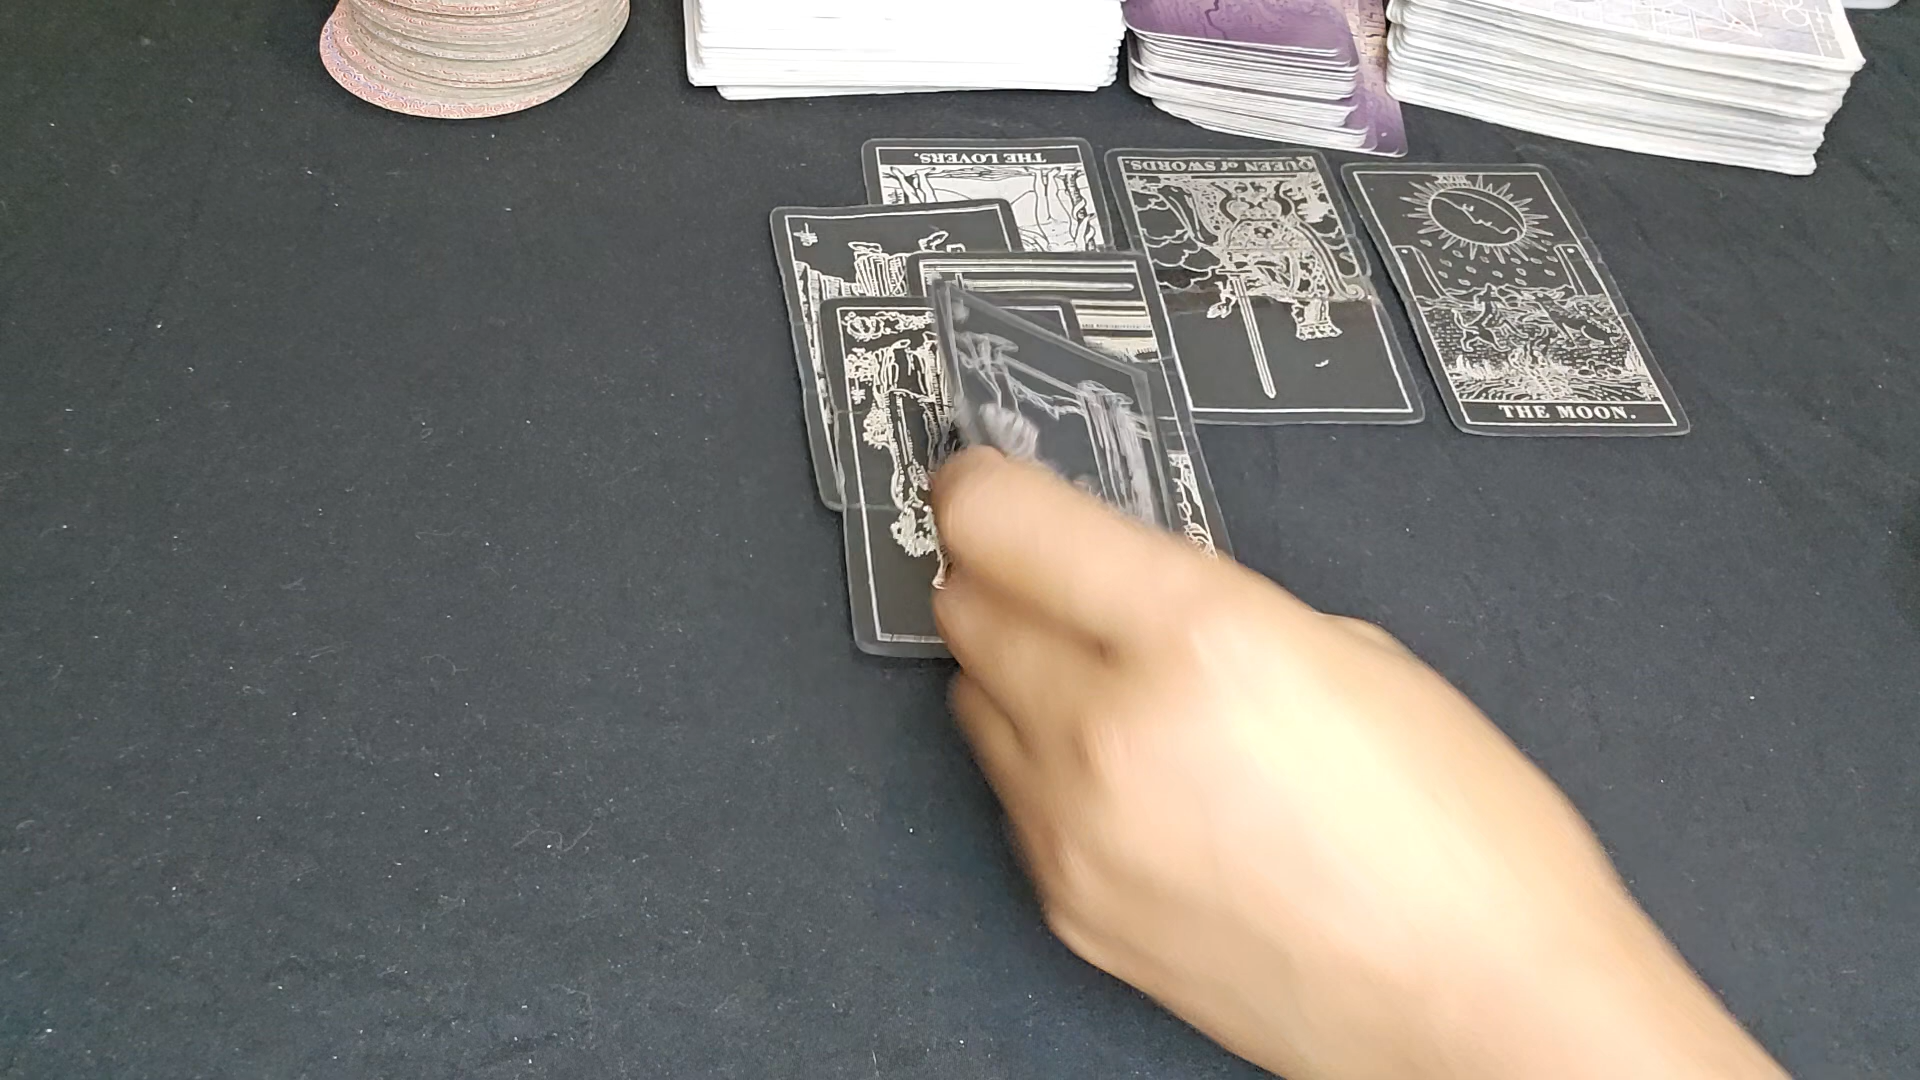 THE LOVERS.
QUEEN of SWORDS.
THE MOON.